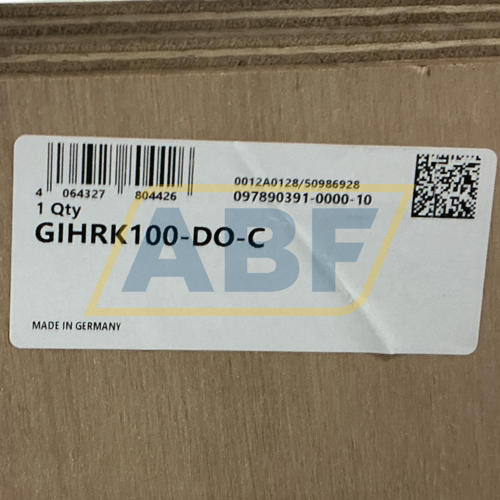 4 064327 804426
0012A0128/50986928
097890391-0000-10
1 Qty
GIHRK100-DO-C
MADE IN GERMANY
ABF